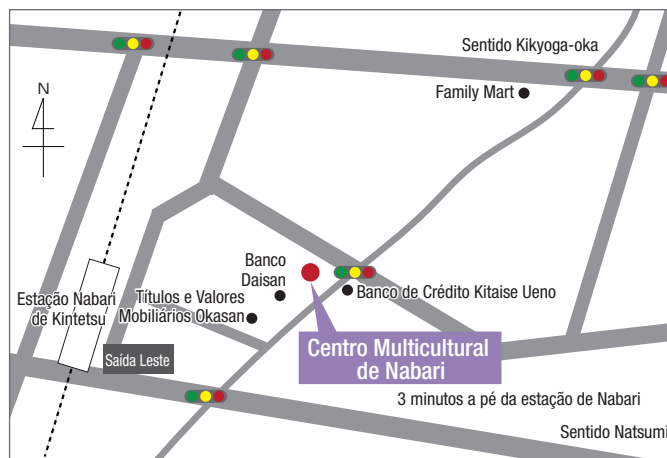 Sentido Kikyoga-oka
Family Mart
N
Banco
Daisan
Banco de Crédito Kitaise Ueno
Estação Nabari
de Kintetsu
Títulos e Valores
Mobiliários Okasan
Centro Multicultural
de Nabari
Saída Leste
3 minutos a pé da estação de Nabari
Sentido Natsumi